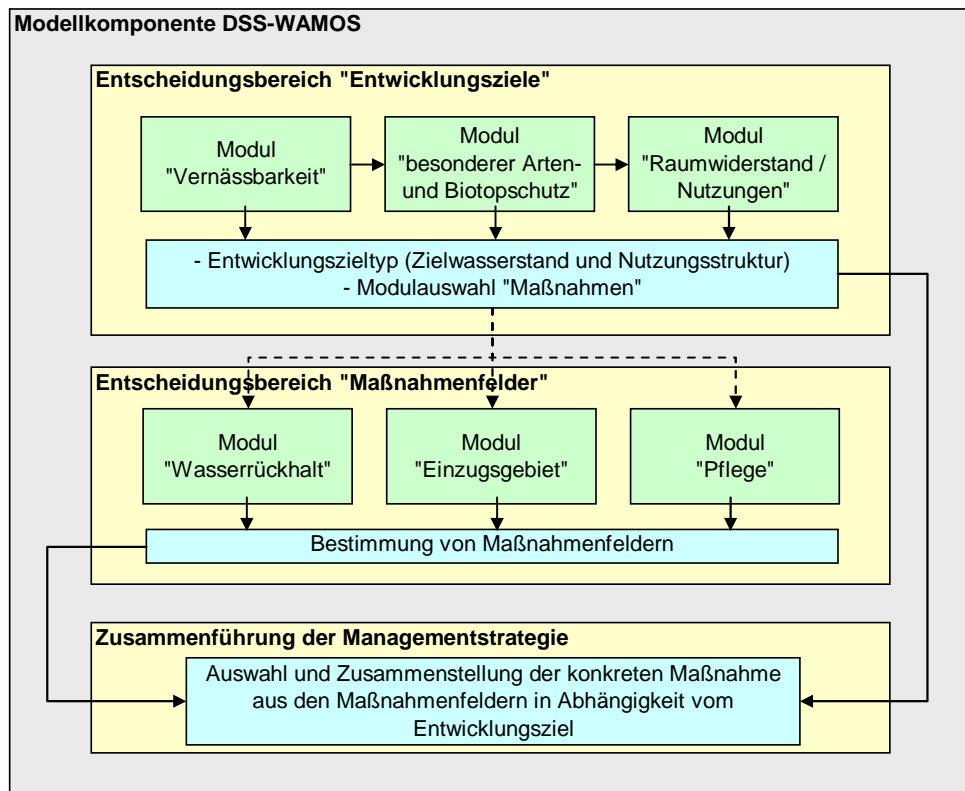 Modellkomponente DSS-WAMOS
Entscheidungsbereich "Entwicklungsziele"
Modul
"Vernässbarkeit"
Modul
"besonderer Arten-
und Biotopschutz"
Modul
"Raumwiderstand /
Nutzungen"
- Entwicklungszieltyp (Zielwasserstand und Nutzungsstruktur)
- Modulauswahl "Maßnahmen"
Entscheidungsbereich "Maßnahmenfelder"
Modul
"Wasserrückhalt"
Modul
"Einzugsgebiet"
Modul
"Pflege"
Bestimmung von Maßnahmenfeldern
Zusammenführung der Managementstrategie
Auswahl und Zusammenstellung der konkreten Maßnahme
aus den Maßnahmenfeldern in Abhängigkeit vom
Entwicklungsziel